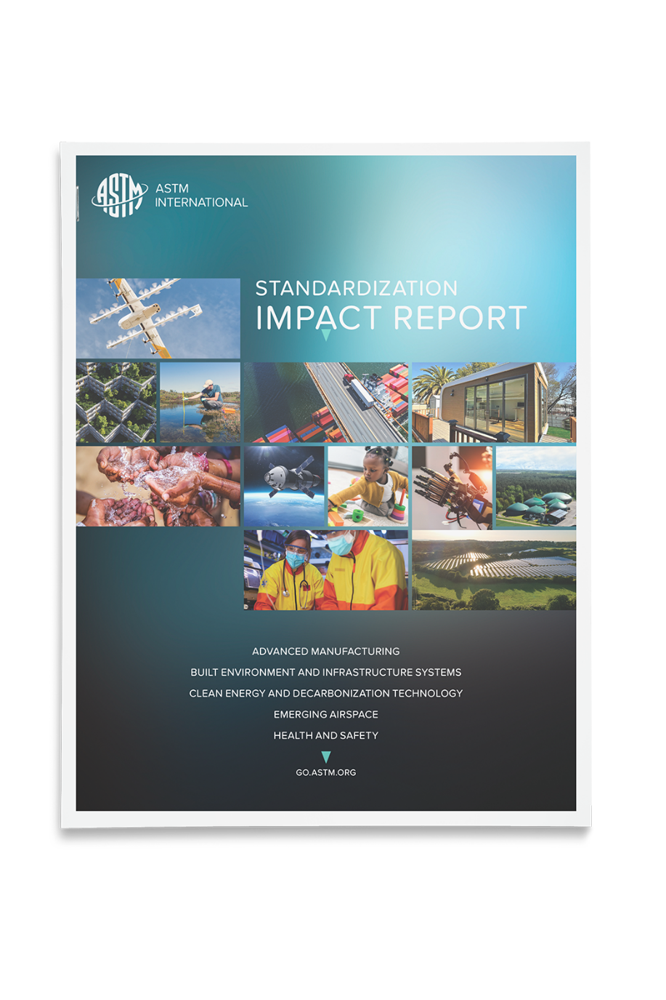 ASTM
ASTM
INTERNATIONAL
STANDARDIZATION
IMPACT REPORT
ADVANCED MANUFACTURING
BUILT ENVIRONMENT AND INFRASTRUCTURE SYSTEMS
CLEAN ENERGY AND DECARBONIZATION TECHNOLOGY
EMERGING AIRSPACE
HEALTH AND SAFETY
GO.ASTM.ORG